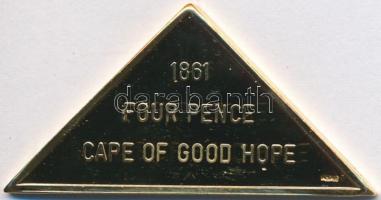 1861
darabanth
FOUR PENCE
CAPE OF GOOD HOPE